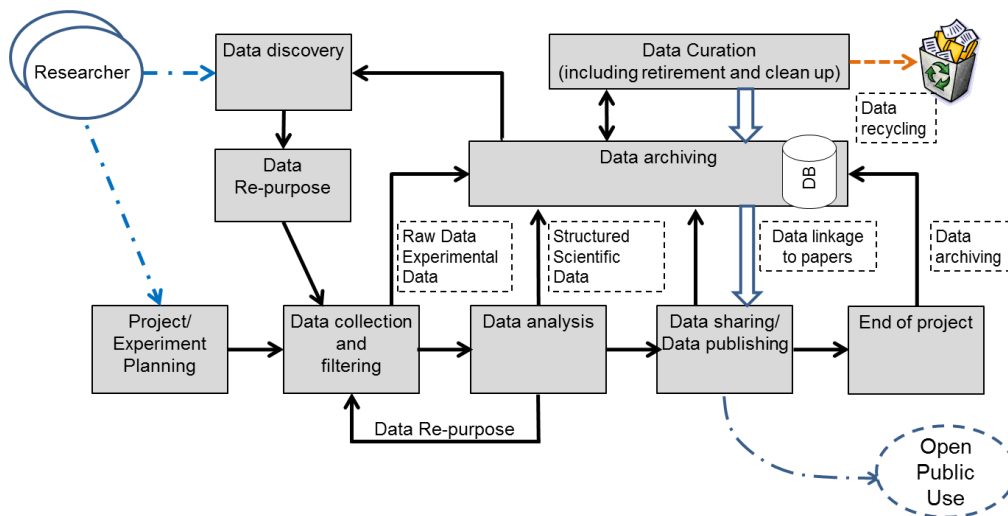 Researcher
Data discovery
Data Curation
(including retirement and clean up)
Data
recycling
Data
Re-purpose
Data archiving
DB
Raw Data
Experimental
Data
Structured
Scientific
Data
Data linkage
to papers
Data
archiving
Project/
Experiment
Planning
Data collection
and
filtering
Data analysis
Data sharing/
Data publishing
End of project
Data Re-purpose
Open
Public
Use